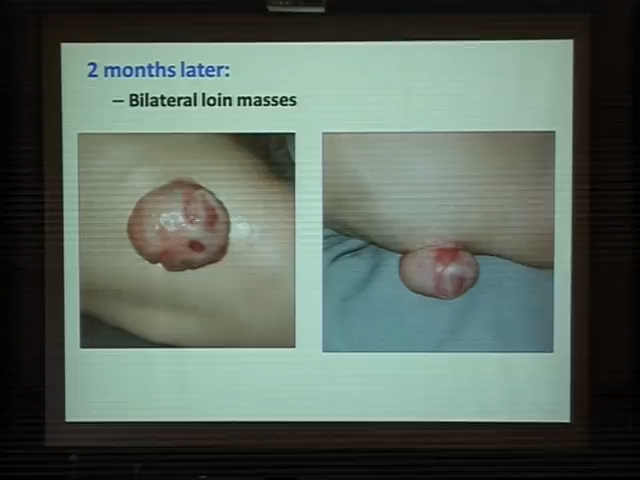 2 months later:
– Bilateral loin masses